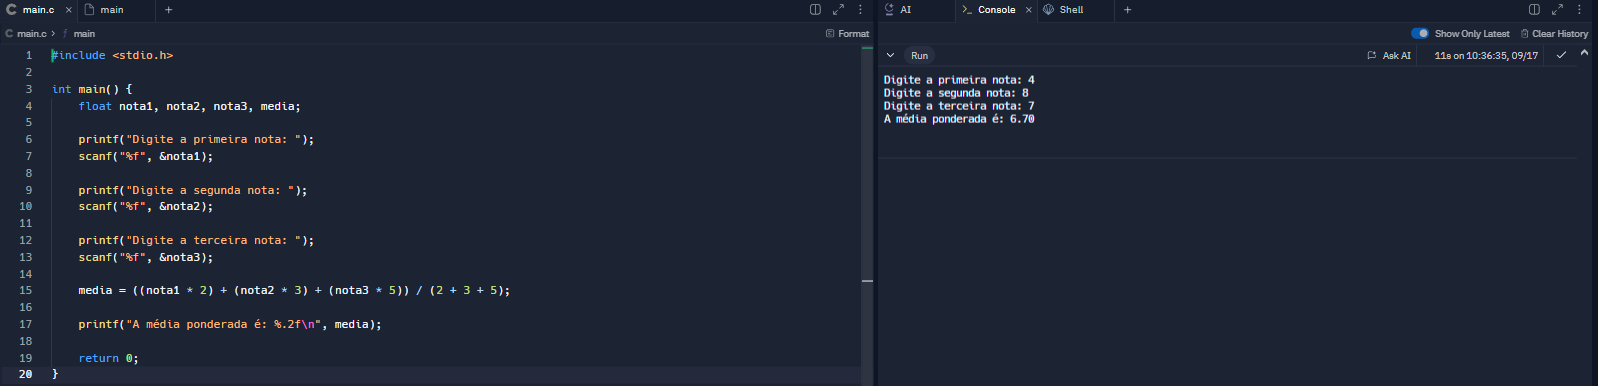 main.c × main +
main.c > f main Format
1 #include <stdio.h>
2
3 int main() {
4 float nota1, nota2, nota3, media;
5
6 printf("Digite a primeira nota: ");
7 scanf("%f", &nota1);
8
9 printf("Digite a segunda nota: ");
10 scanf("%f", &nota2);
11
12 printf("Digite a terceira nota: ");
13 scanf("%f", &nota3);
14
15 media = ((nota1 * 2) + (nota2 * 3) + (nota3 * 5)) / (2 + 3 + 5);
16
17 printf("A média ponderada é: %.2f\n", media);
18
19 return 0;
20 }
AI Console × Shell +
Show Only Latest Clear History
Run Ask AI 11s on 10:36:35, 09/17
Digite a primeira nota: 4
Digite a segunda nota: 8
Digite a terceira nota: 7
A média ponderada é: 6.70